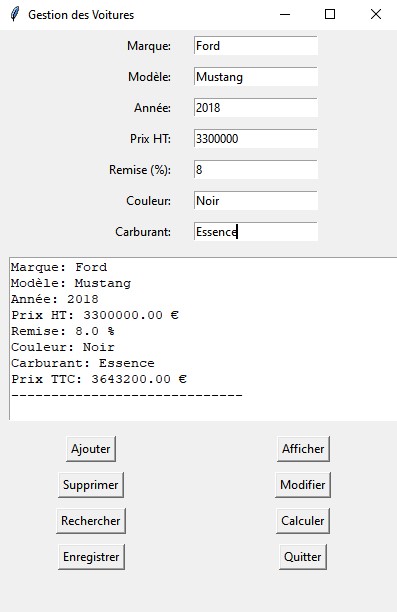 Gestion des Voitures
Marque: Ford
Modèle: Mustang
Année: 2018
Prix HT: 3300000
Remise (%): 8
Couleur: Noir
Carburant: Essence
Marque: Ford
Modèle: Mustang
Année: 2018
Prix HT: 3300000.00 €
Remise: 8.0 %
Couleur: Noir
Carburant: Essence
Prix TTC: 3643200.00 €
-----------------------------
Ajouter Afficher
Supprimer Modifier
Rechercher Calculer
Enregistrer Quitter